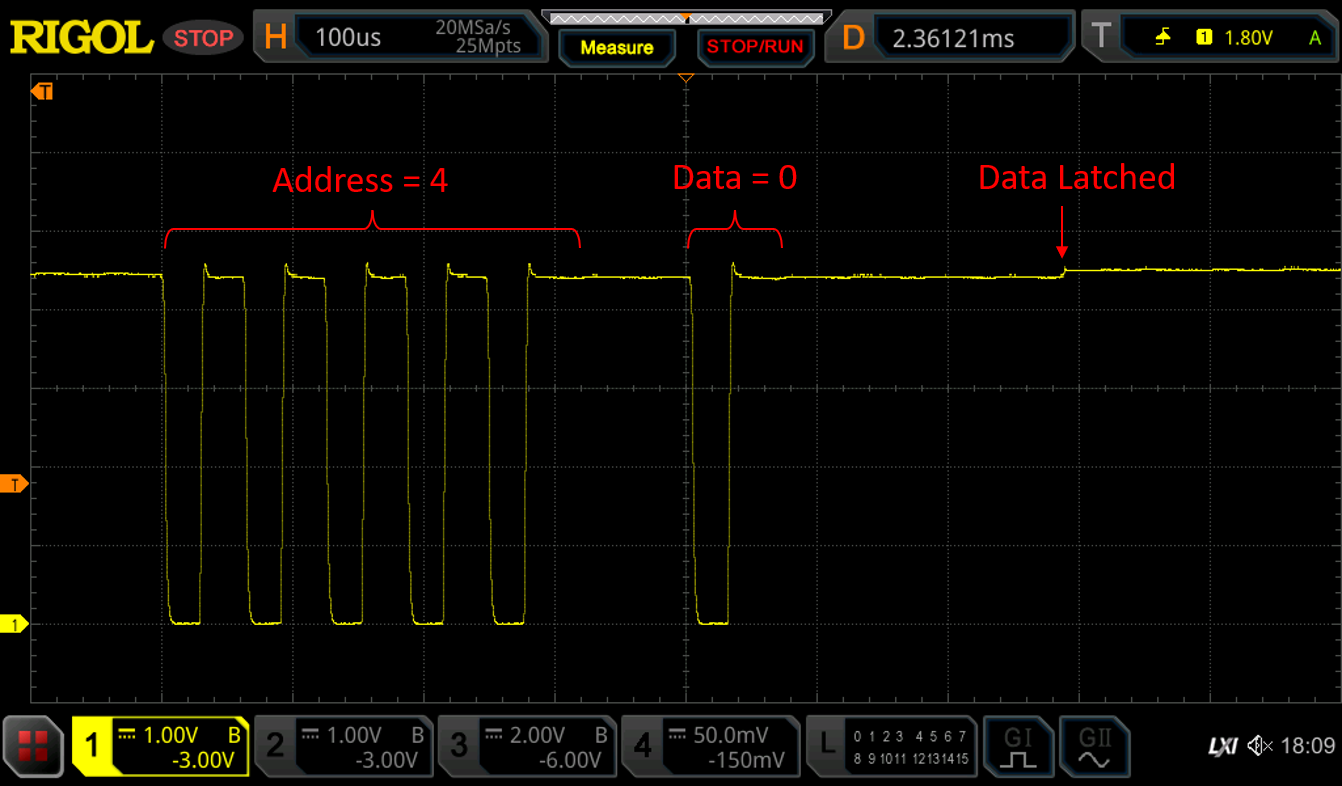 RIGOL STOP H 100us 20MSa/s 25Mpts Measure STOP/RUN D 2.36121ms T 1 1.80V A
T
Address = 4 Data = 0 Data Latched
T
1
1 1.00V B -3.00V 2 1.00V B -3.00V 3 2.00V B -6.00V 4 50.0mV -150mV L 0 1 2 3 4 5 6 7 GI GII LXI 18:09
8 9 10 11 12 13 14 15